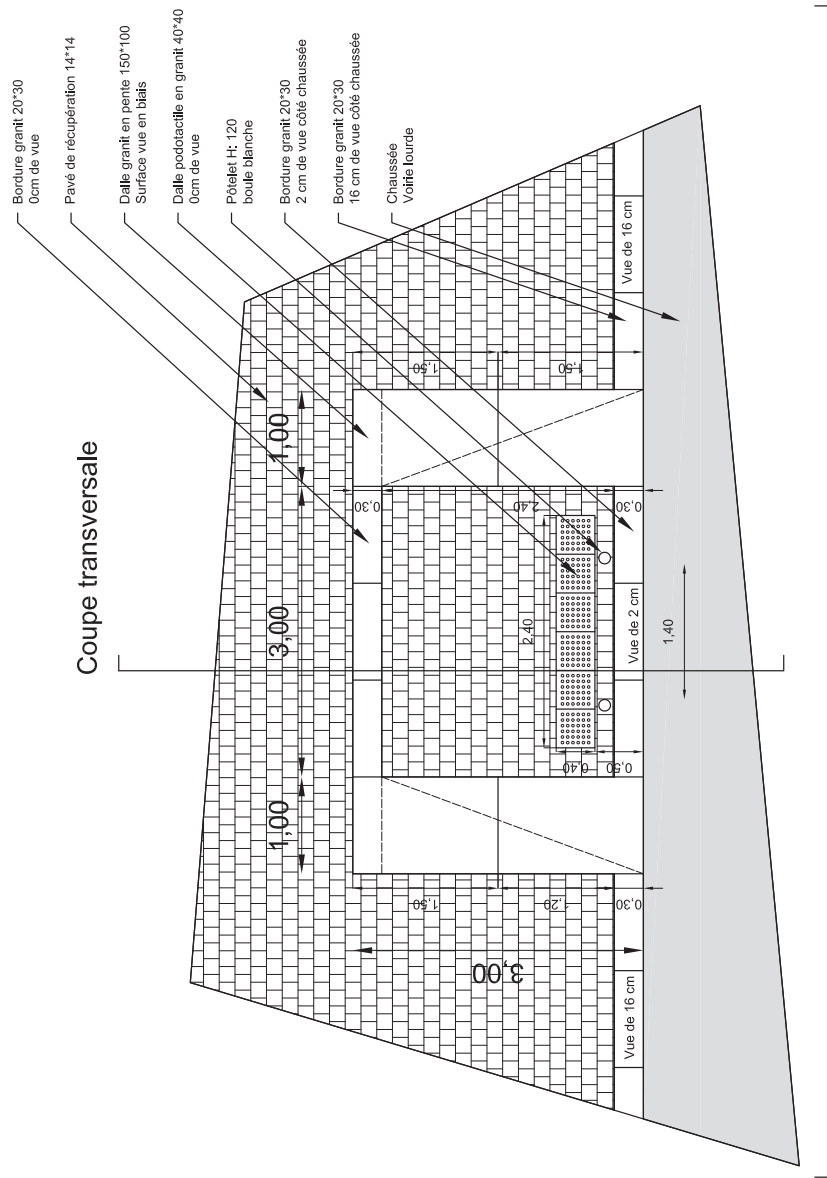 Coupe transversale
Bordure granit 20*30
0cm de vue
Pavé de récupération 14*14
Dalle granit en pente 150*100
Surface vue en biais
Dalle podotactile en granit 40*40
0cm de vue
Pôtelet H: 120
boule blanche
Bordure granit 20*30
2 cm de vue côté chaussée
Bordure granit 20*30
16 cm de vue côté chaussée
Chaussée
Voirie lourde
1,00
3,00
1,00
1,50
1,20
0,30
3,00
0,30
2,40
0,30
1,50
1,50
2,40
0,40
0,50
1,40
Vue de 16 cm
Vue de 2 cm
Vue de 16 cm